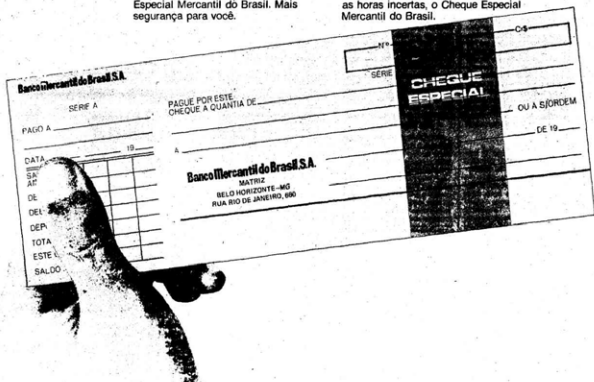 Especial Mercantil do Brasil. Mais
segurança para você.
as horas incertas, o Cheque Especial
Mercantil do Brasil.
Banco Mercantil do Brasil S.A.
SÉRIE A
PAGO A
DATA 19
DE
TOTA
ESTE
SALDO
Nº
C$
SÉRIE
PAGUE POR ESTE
CHEQUE A QUANTIA DE
A
OU À S/ORDEM
DE 19
CHEQUE
ESPECIAL
Banco Mercantil do Brasil S.A.
MATRIZ
BELO HORIZONTE-MG
RUA RIO DE JANEIRO, 680